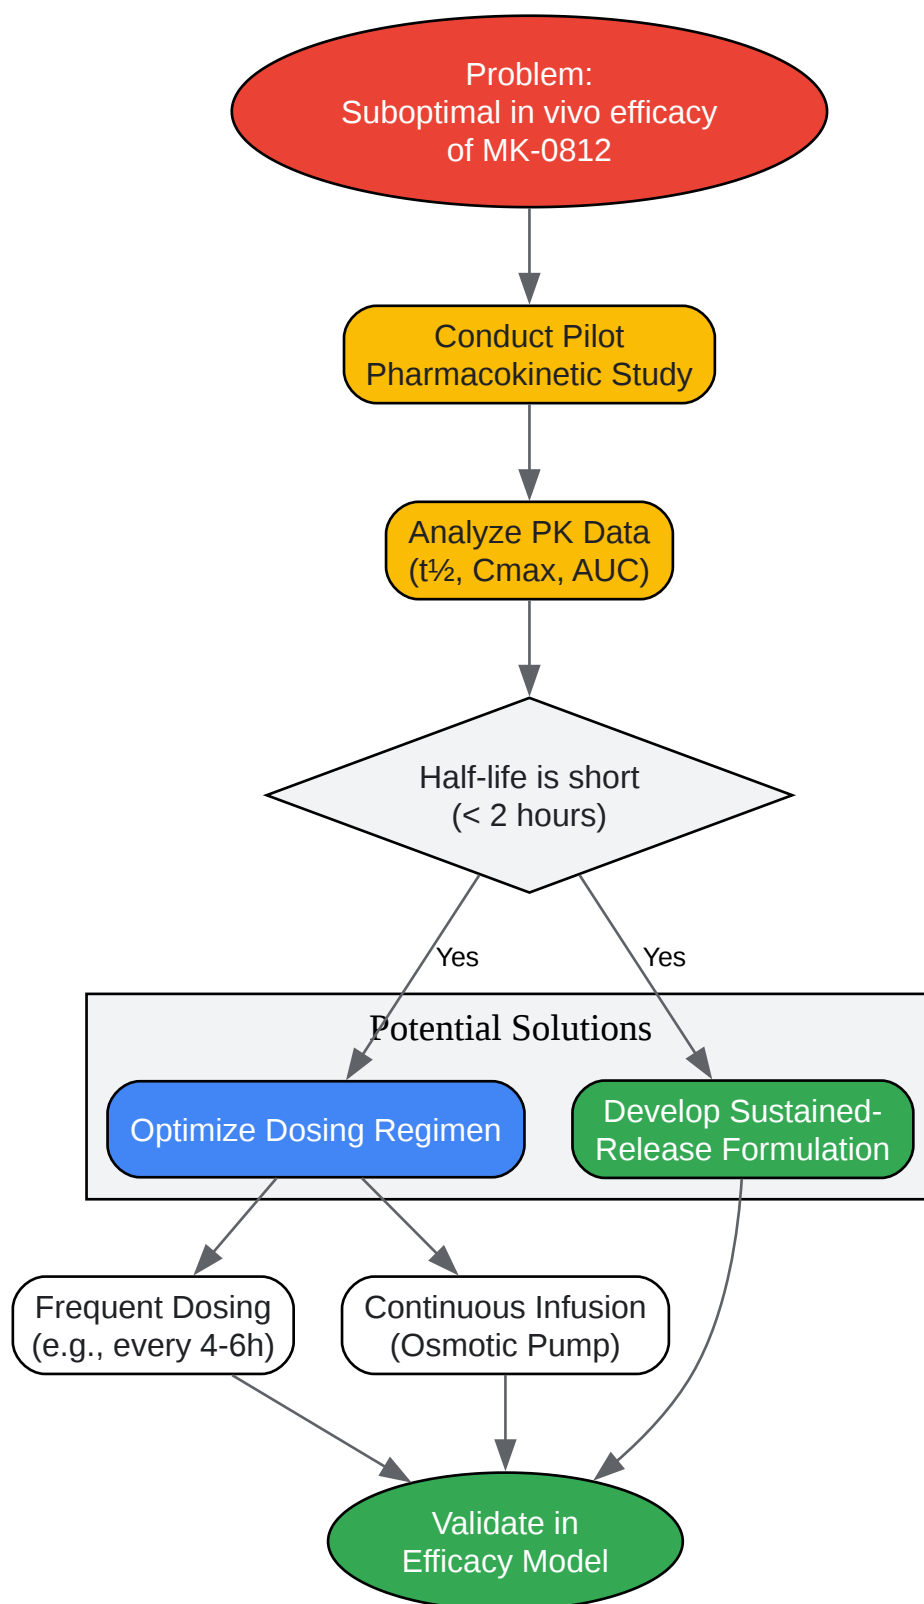 Problem:
Suboptimal in vivo efficacy
of MK-0812
Conduct Pilot
Pharmacokinetic Study
Analyze PK Data
(t½, Cmax, AUC)
Half-life is short
(< 2 hours)
Yes
Yes
Potential Solutions
Optimize Dosing Regimen
Develop Sustained-
Release Formulation
Frequent Dosing
(e.g., every 4-6h)
Continuous Infusion
(Osmotic Pump)
Validate in
Efficacy Model